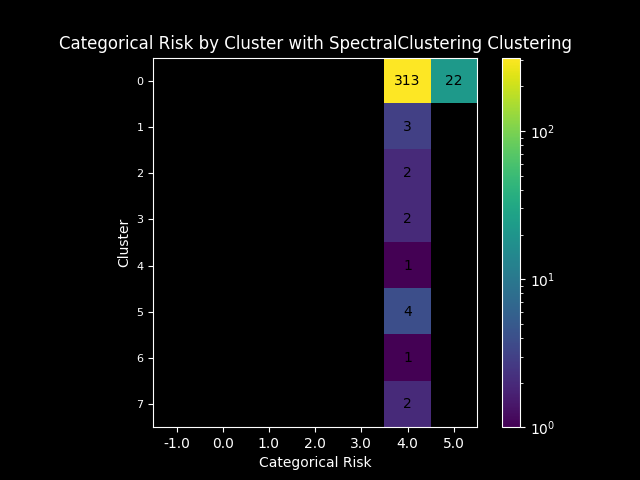 Categorical Risk by Cluster with SpectralClustering Clustering
0 313 22
1 3
2 2
3 2
4 1
5 4
6 1
7 2
Cluster
-1.0 0.0 1.0 2.0 3.0 4.0 5.0
Categorical Risk
10²
10¹
10⁰